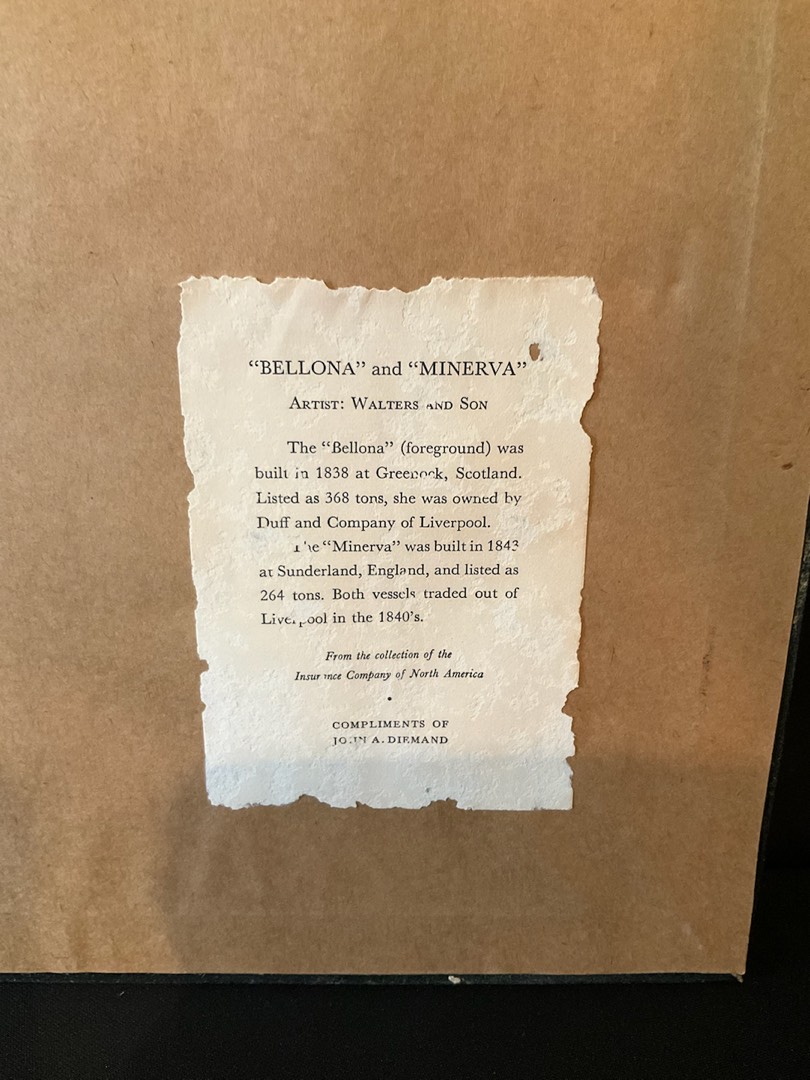 “BELLONA” and “MINERVA”
ARTIST: WALTERS AND SON
The “Bellona” (foreground) was
built in 1838 at Greenock, Scotland.
Listed as 368 tons, she was owned by
Duff and Company of Liverpool.
The “Minerva” was built in 1843
at Sunderland, England, and listed as
264 tons. Both vessels traded out of
Liverpool in the 1840’s.
From the collection of the
Insurance Company of North America
•
COMPLIMENTS OF
JOHN A. DIEMAND